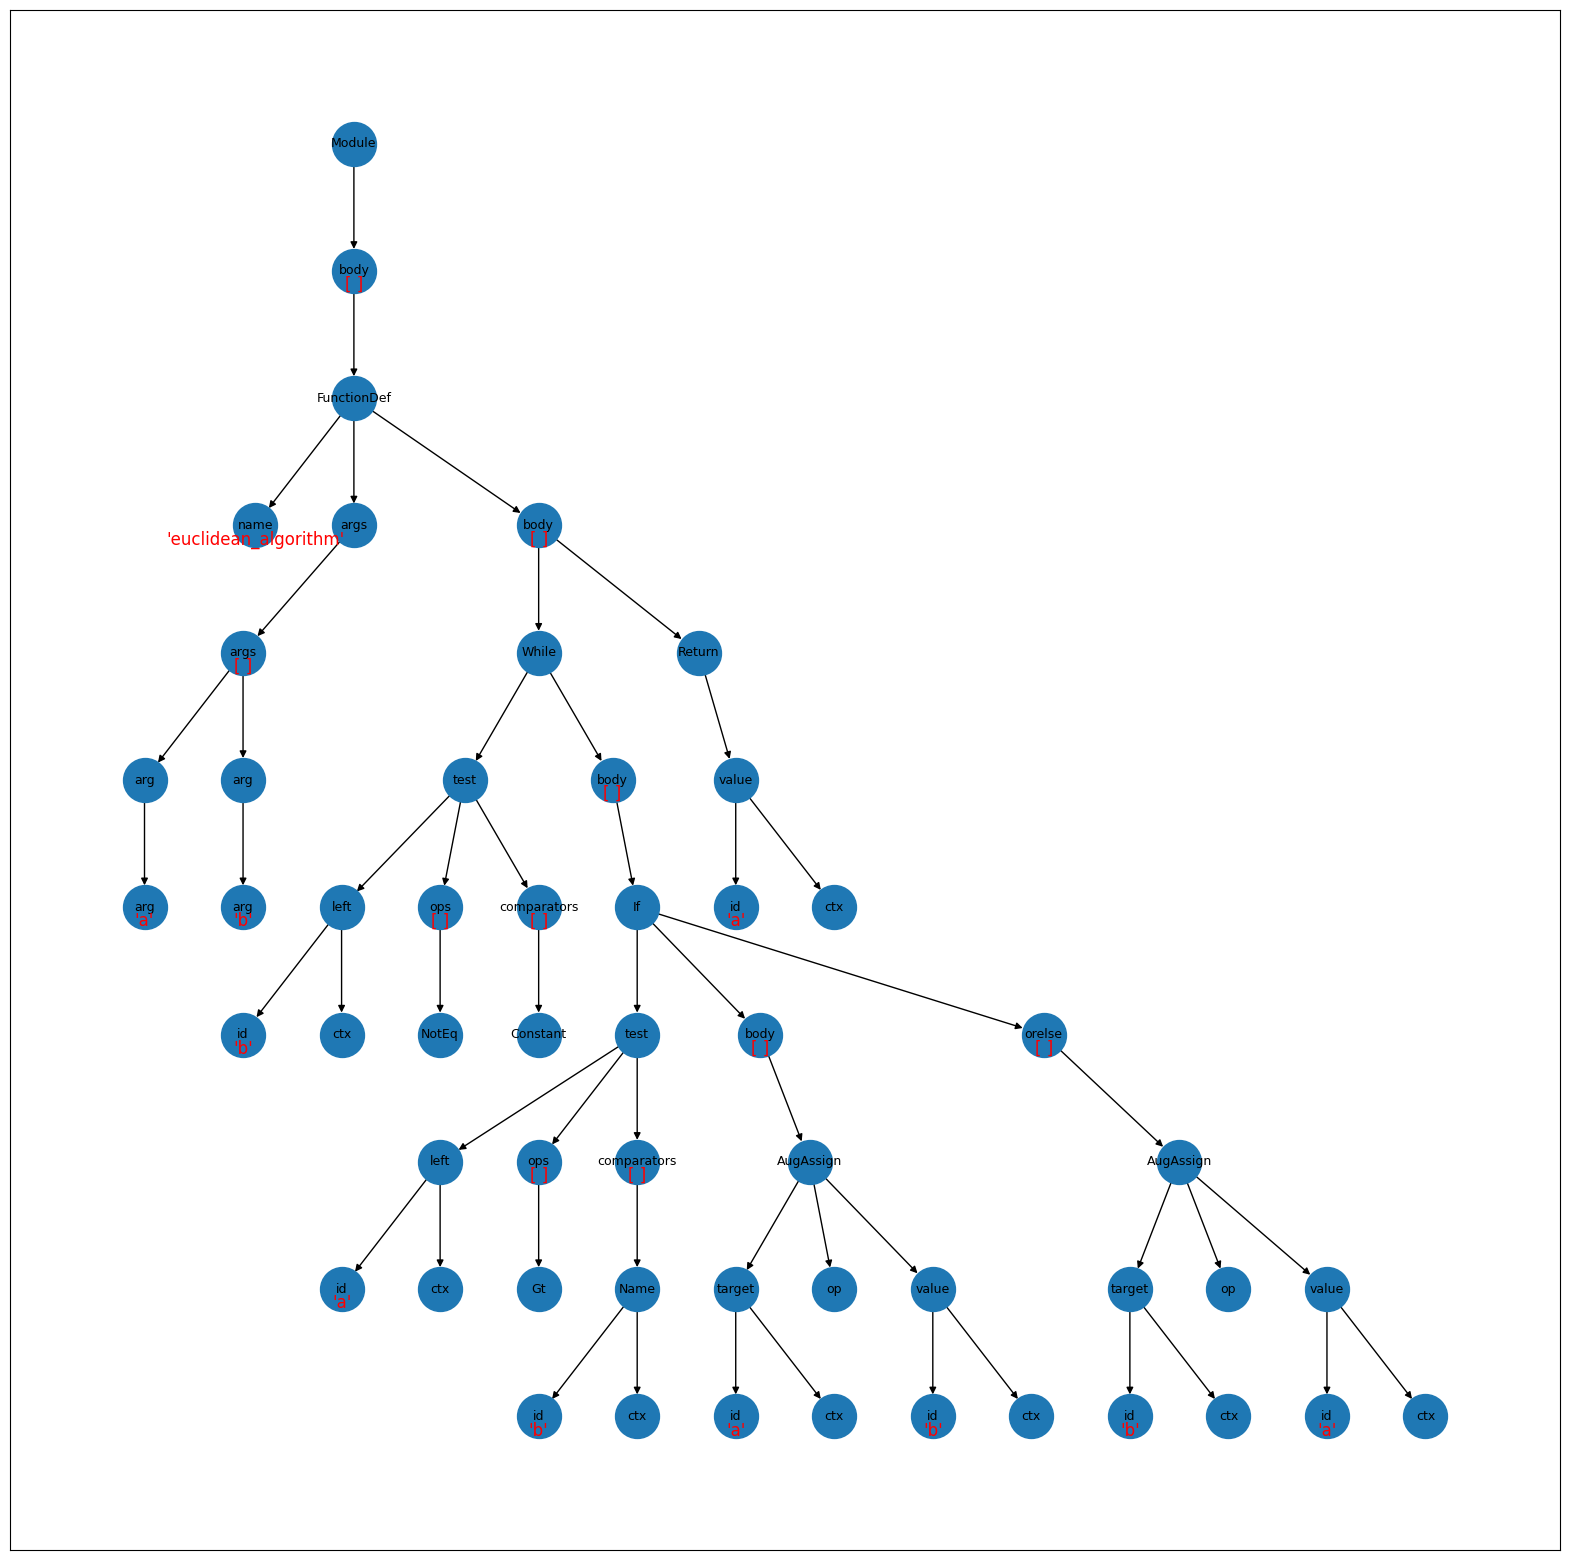 Module
body
[ ]
FunctionDef
name
'euclidean_algorithm'
args
body
[ ]
args
[ ]
While
Return
arg
arg
test
body
[ ]
value
arg
'a'
arg
'b'
left
ops
[ ]
comparators
[ ]
If
id
'a'
ctx
id
'b'
ctx
NotEq
Constant
test
body
[ ]
orelse
[ ]
left
ops
[ ]
comparators
[ ]
AugAssign
AugAssign
id
'a'
ctx
Gt
Name
target
op
value
target
op
value
id
'b'
ctx
id
'a'
ctx
id
'b'
ctx
id
'b'
ctx
id
'a'
ctx